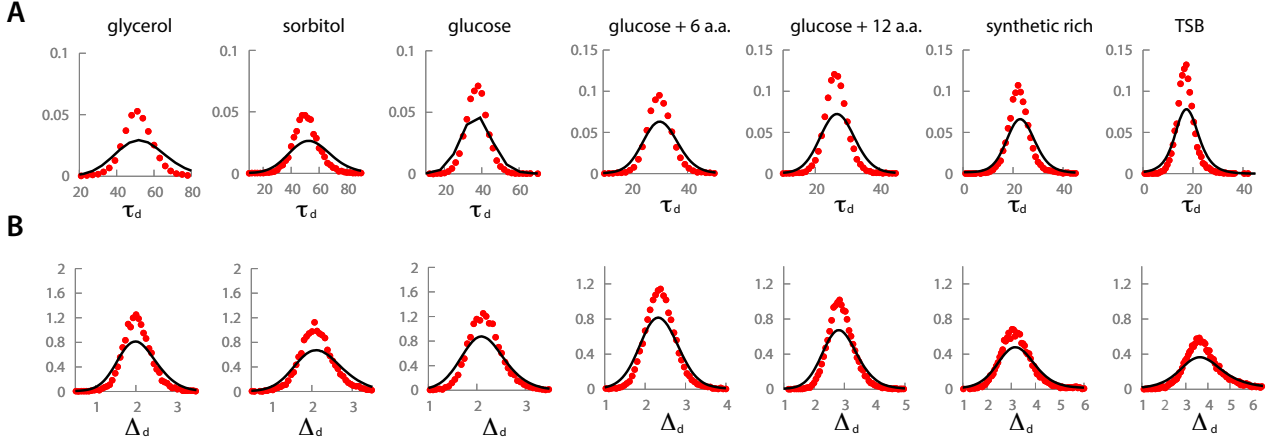 A
glycerol sorbitol glucose glucose + 6 a.a. glucose + 12 a.a. synthetic rich TSB
0.1 0.1 0.1 0.15 0.15 0.15 0.15
0.1 0.1 0.1 0.1
0.05 0.05 0.05 0.05 0.05 0.05 0.05
0 0 0 0 0 0 0
20 40 60 80 20 40 60 80 20 40 60 20 40 20 40 0 20 40 0 20 40
τd τd τd τd τd τd τd
B
2 2 2
1.6 1.6 1.6 1.2 1.2 1.2 1.2
1.2 1.2 1.2 0.8 0.8 0.8 0.8
0.8 0.8 0.8 0.4 0.4 0.4 0.4
0.4 0.4 0.4
0 0 0 0 0 0 0
1 2 3 1 2 3 1 2 3 1 2 3 4 1 2 3 4 5 1 2 3 4 5 6 1 2 3 4 5 6
Δd Δd Δd Δd Δd Δd Δd